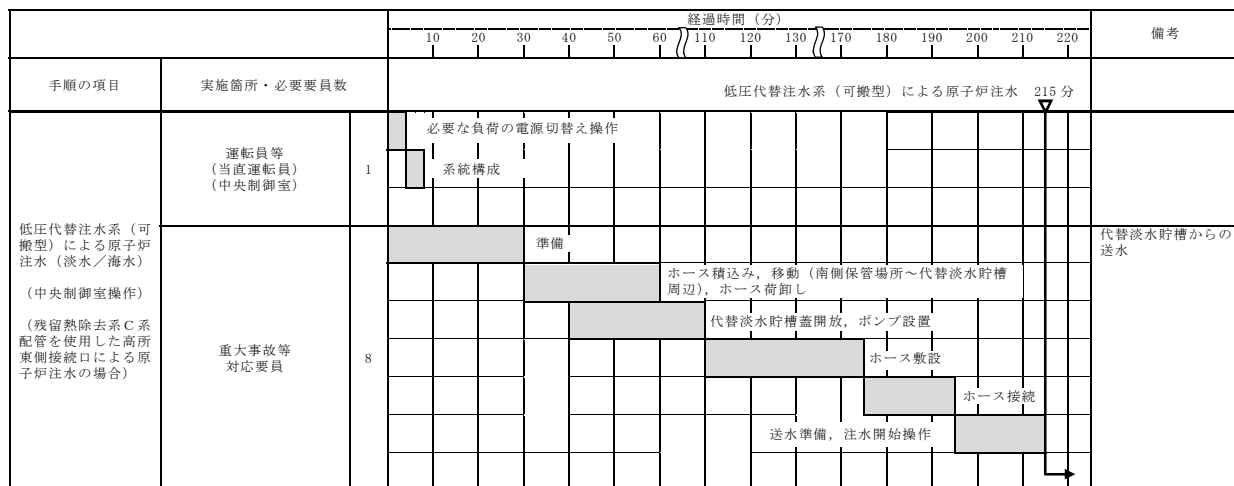 経過時間（分）
備考
10 20 30 40 50 60 110 120 130 170 180 190 200 210 220
手順の項目
実施箇所・必要要員数
低圧代替注水系（可搬型）による原子炉注水 215分
低圧代替注水系（可
搬型）による原子炉
注水（淡水／海水）
（中央制御室操作）
（残留熱除去系Ｃ系
配管を使用した高所
東側接続口による原
子炉注水の場合）
運転員等
（当直運転員）
（中央制御室）
1
必要な負荷の電源切替え操作
系統構成
重大事故等
対応要員
8
準備
ホース積込み，移動（南側保管場所～代替淡水貯槽
周辺），ホース荷卸し
代替淡水貯槽蓋開放，ポンプ設置
ホース敷設
ホース接続
送水準備，注水開始操作
代替淡水貯槽からの
送水